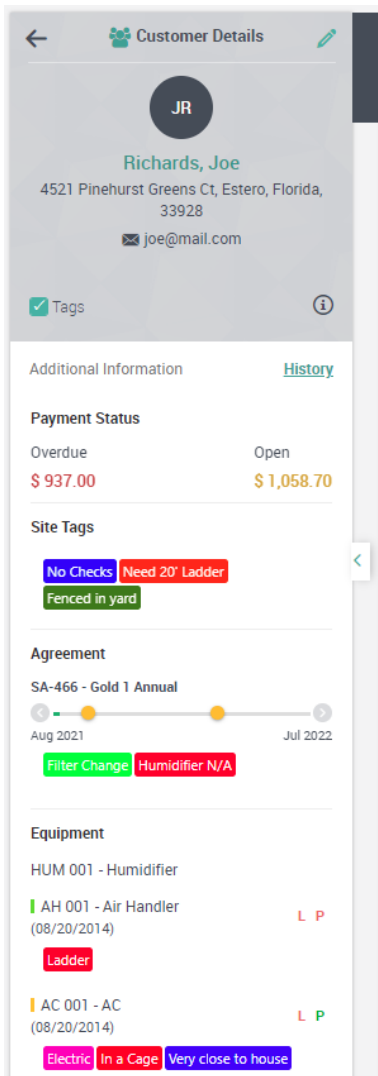 Customer Details
JR
Richards, Joe
4521 Pinehurst Greens Ct, Estero, Florida,
33928
joe@mail.com
Tags
Additional Information History
Payment Status
Overdue Open
$ 937.00 $ 1,058.70
Site Tags
No Checks Need 20' Ladder
Fenced in yard
Agreement
SA-466 - Gold 1 Annual
Aug 2021 Jul 2022
Filter Change Humidifier N/A
Equipment
HUM 001 - Humidifier
AH 001 - Air Handler L P
(08/20/2014)
Ladder
AC 001 - AC L P
(08/20/2014)
Electric In a Cage Very close to house